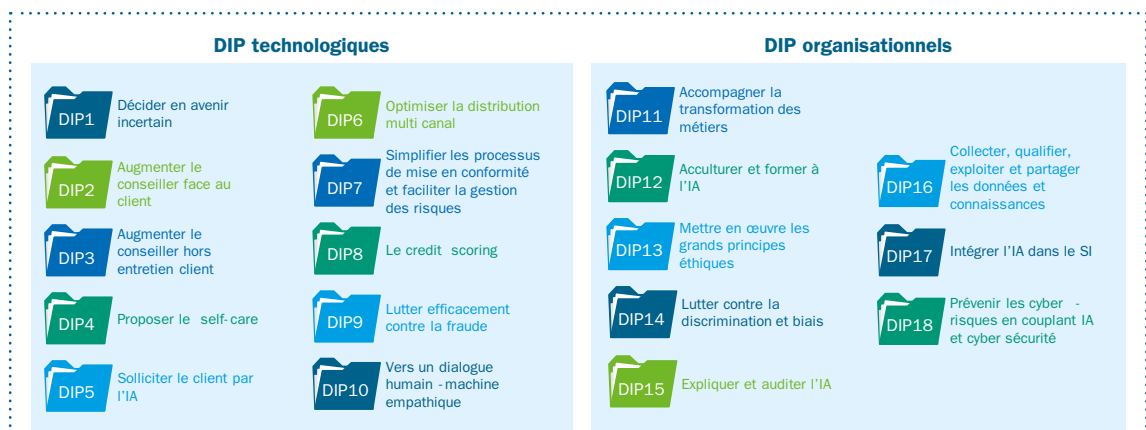 DIP technologiques
DIP1
Décider en avenir
incertain
DIP2
Augmenter le
conseiller face au
client
DIP3
Augmenter le
conseiller hors
entretien client
DIP4
Proposer le self-care
DIP5
Solliciter le client par
l'IA
DIP6
Optimiser la distribution
multi canal
DIP7
Simplifier les processus
de mise en conformité
et faciliter la gestion
des risques
DIP8
Le credit scoring
DIP9
Lutter efficacement
contre la fraude
DIP10
Vers un dialogue
humain -machine
empathique
DIP organisationnels
DIP11
Accompagner la
transformation des
métiers
DIP12
Acculturer et former à
l'IA
DIP13
Mettre en œuvre les
grands principes
éthiques
DIP14
Lutter contre la
discrimination et biais
DIP15
Expliquer et auditer l'IA
DIP16
Collecter, qualifier,
exploiter et partager
les données et
connaissances
DIP17
Intégrer l'IA dans le SI
DIP18
Prévenir les cyber -
risques en couplant IA
et cyber sécurité